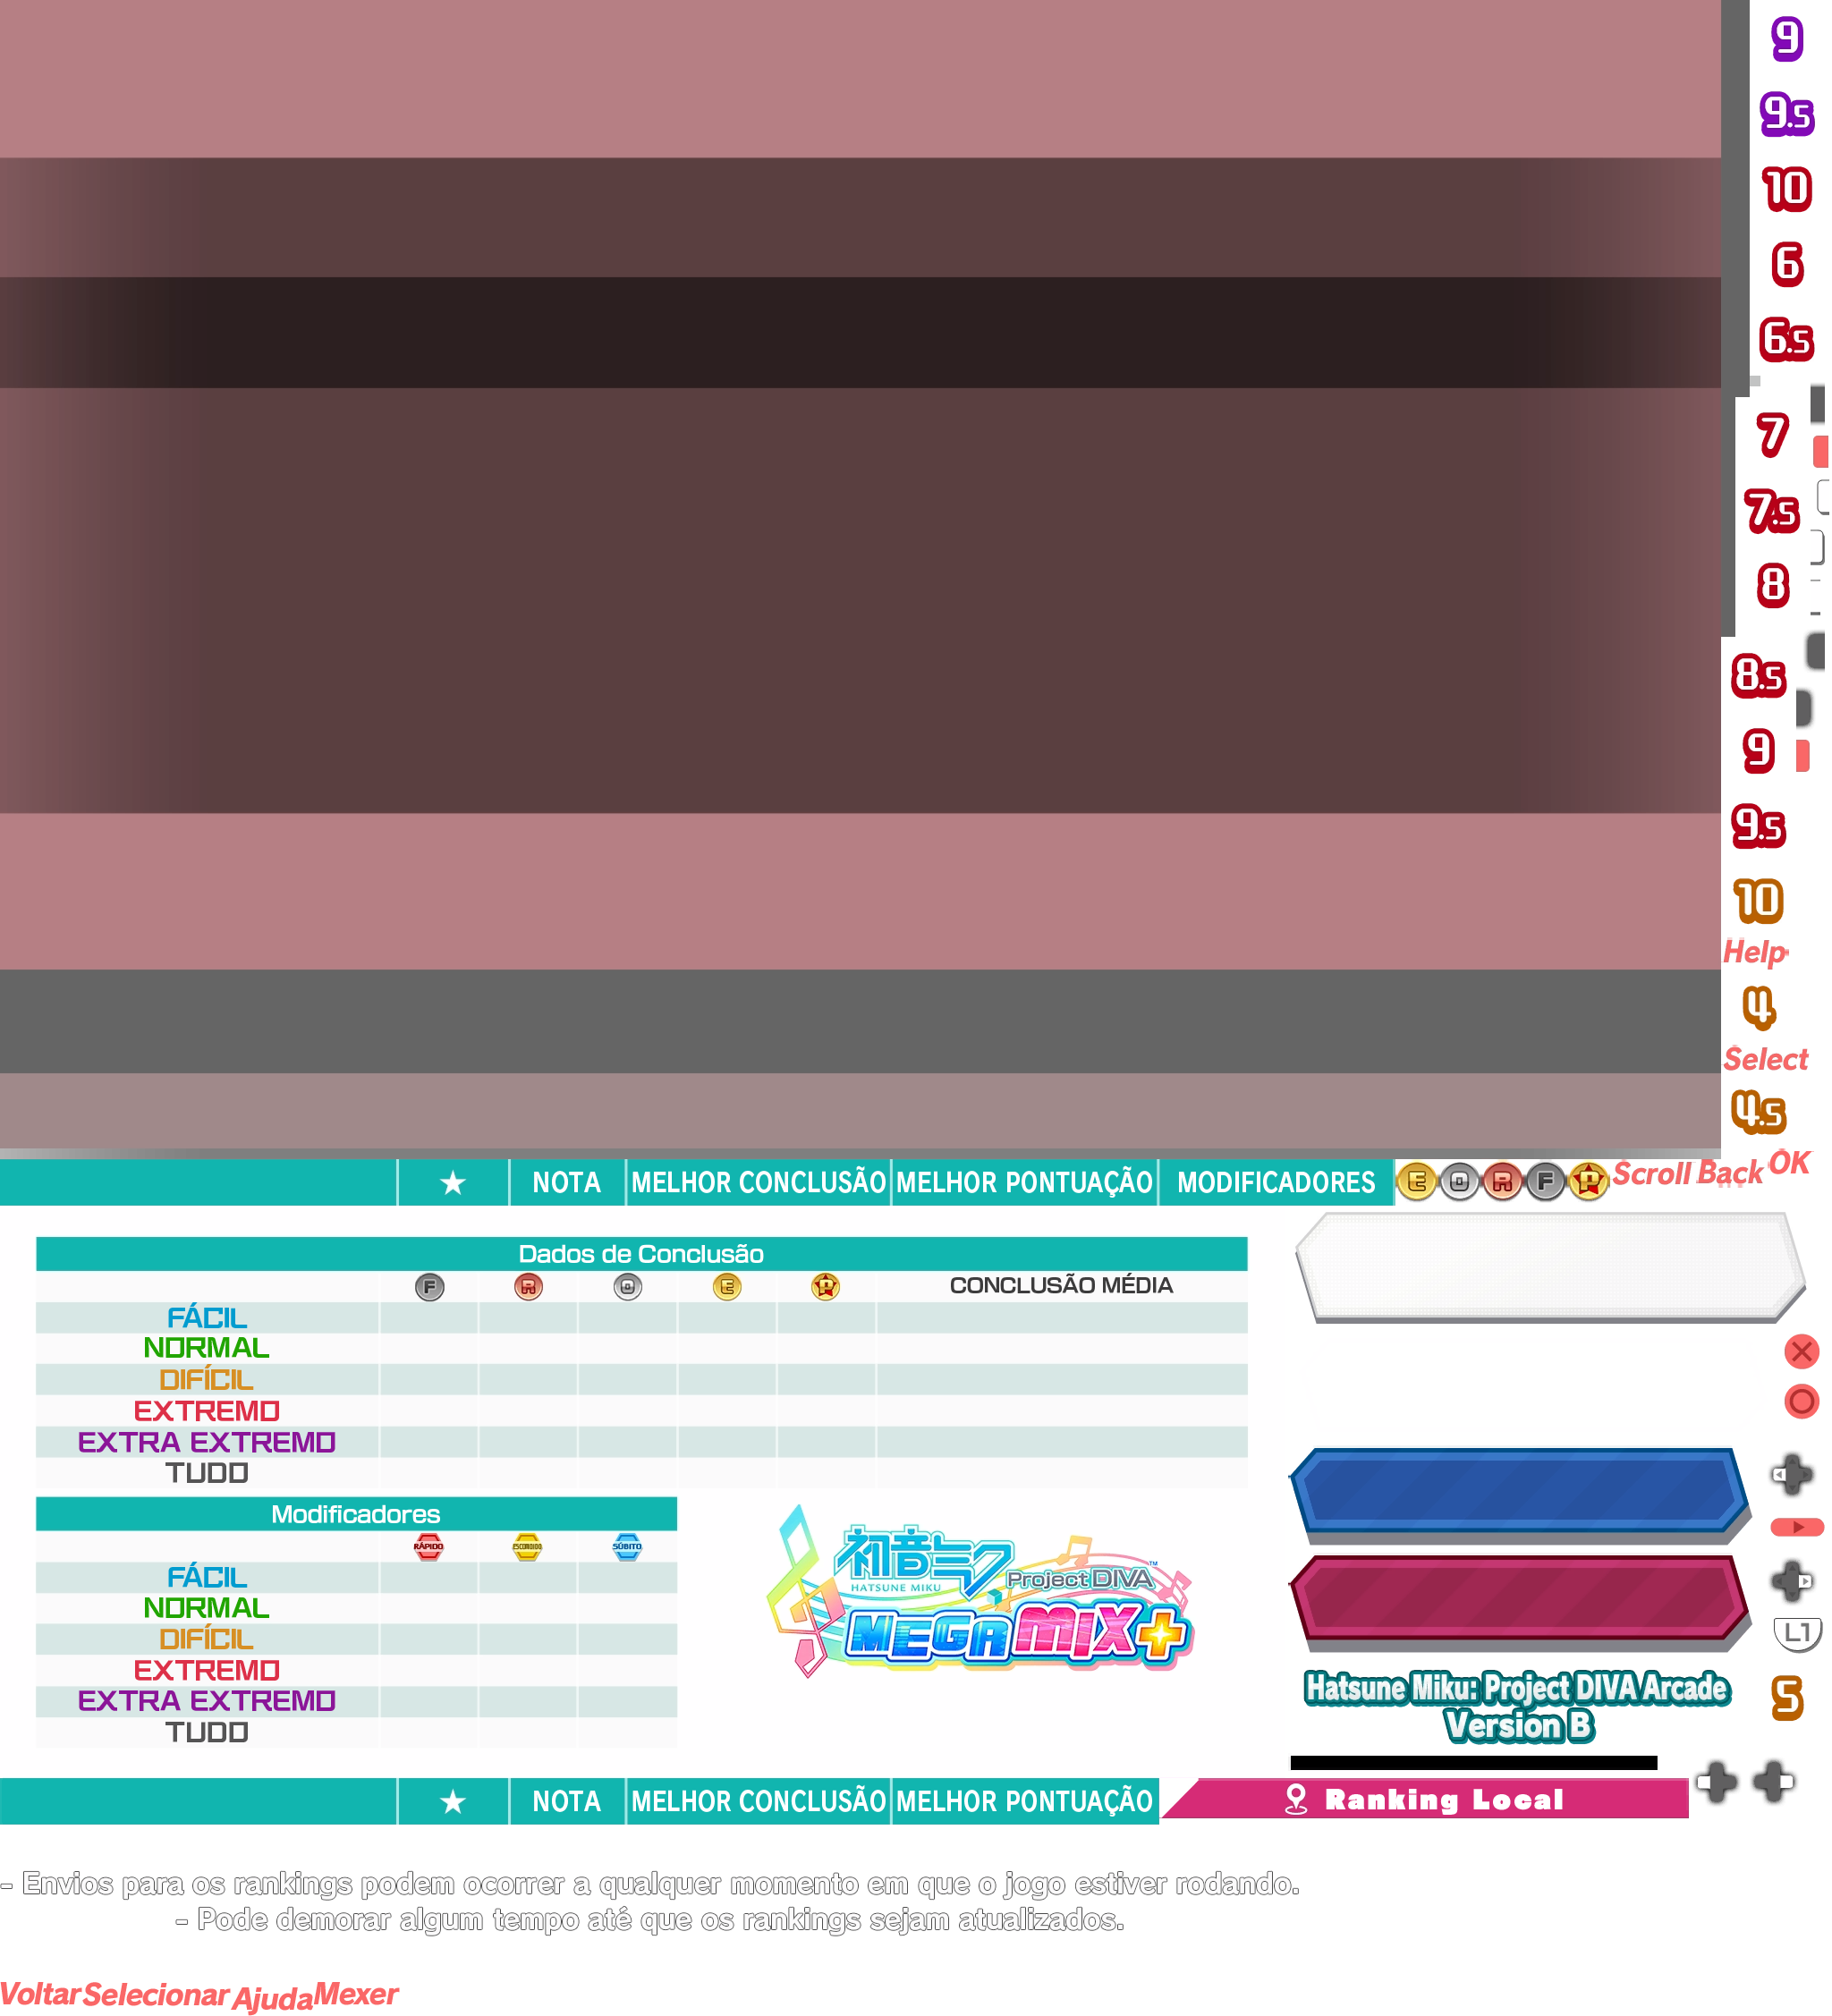 9
9.5
10
6
6.5
7
7.5
8
8.5
9
9.5
10
Help
4
Select
4.5
★ NOTA MELHOR CONCLUSÃO MELHOR PONTUAÇÃO MODIFICADORES E O R F P Scroll Back OK
Dados de Conclusão
F R O E P CONCLUSÃO MÉDIA
FÁCIL
NORMAL
DIFÍCIL
EXTREMO
EXTRA EXTREMO
TUDO
Modificadores
RÁPIDO ESCONDIDO SÚBITO
FÁCIL
NORMAL
DIFÍCIL
EXTREMO
EXTRA EXTREMO
TUDO
初音ミク
HATSUNE MIKU
Project DIVA
MEGA MIX+
TM
L1
Hatsune Miku: Project DIVA Arcade
Version B
5
★ NOTA MELHOR CONCLUSÃO MELHOR PONTUAÇÃO
Ranking Local
- Envios para os rankings podem ocorrer a qualquer momento em que o jogo estiver rodando.
- Pode demorar algum tempo até que os rankings sejam atualizados.
Voltar Selecionar Ajuda Mexer